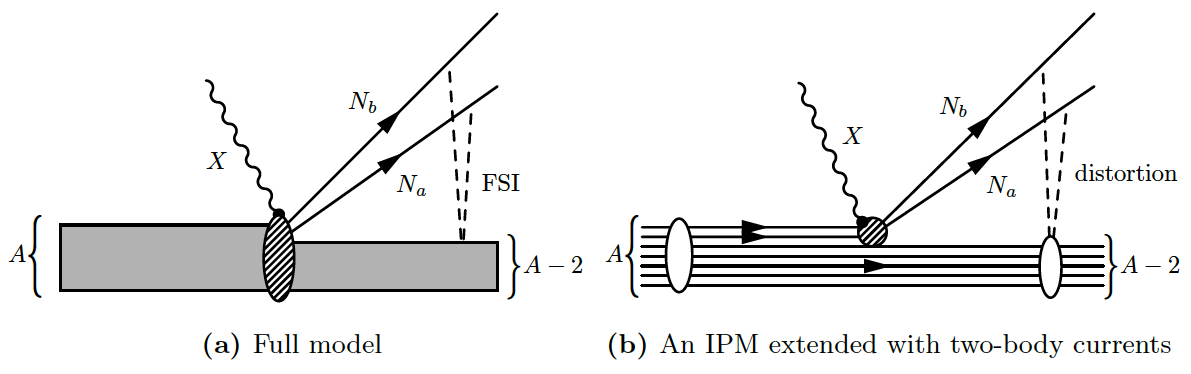 N_b
X
N_a
FSI
A
A − 2
(a) Full model
N_b
X
N_a
distortion
A
A − 2
(b) An IPM extended with two-body currents